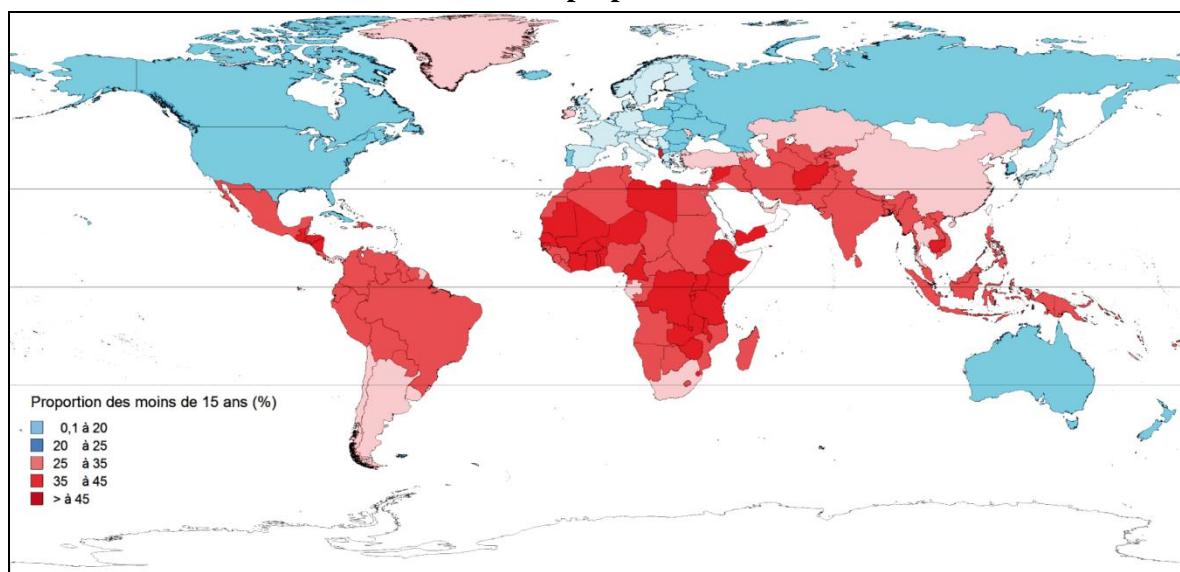 Proportion des moins de 15 ans (%)
0,1 à 20
20 à 25
25 à 35
35 à 45
> à 45